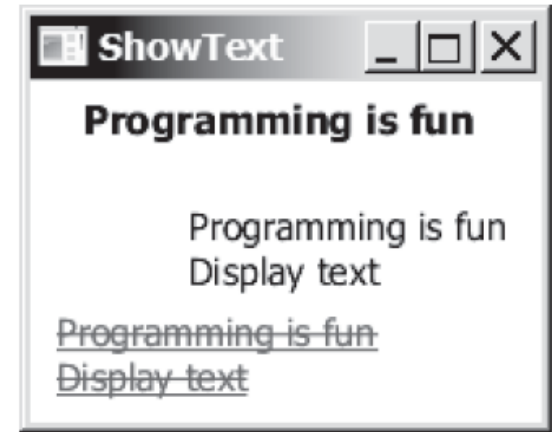 ShowText
Programming is fun
Programming is fun
Display text
Programming is fun
Display text